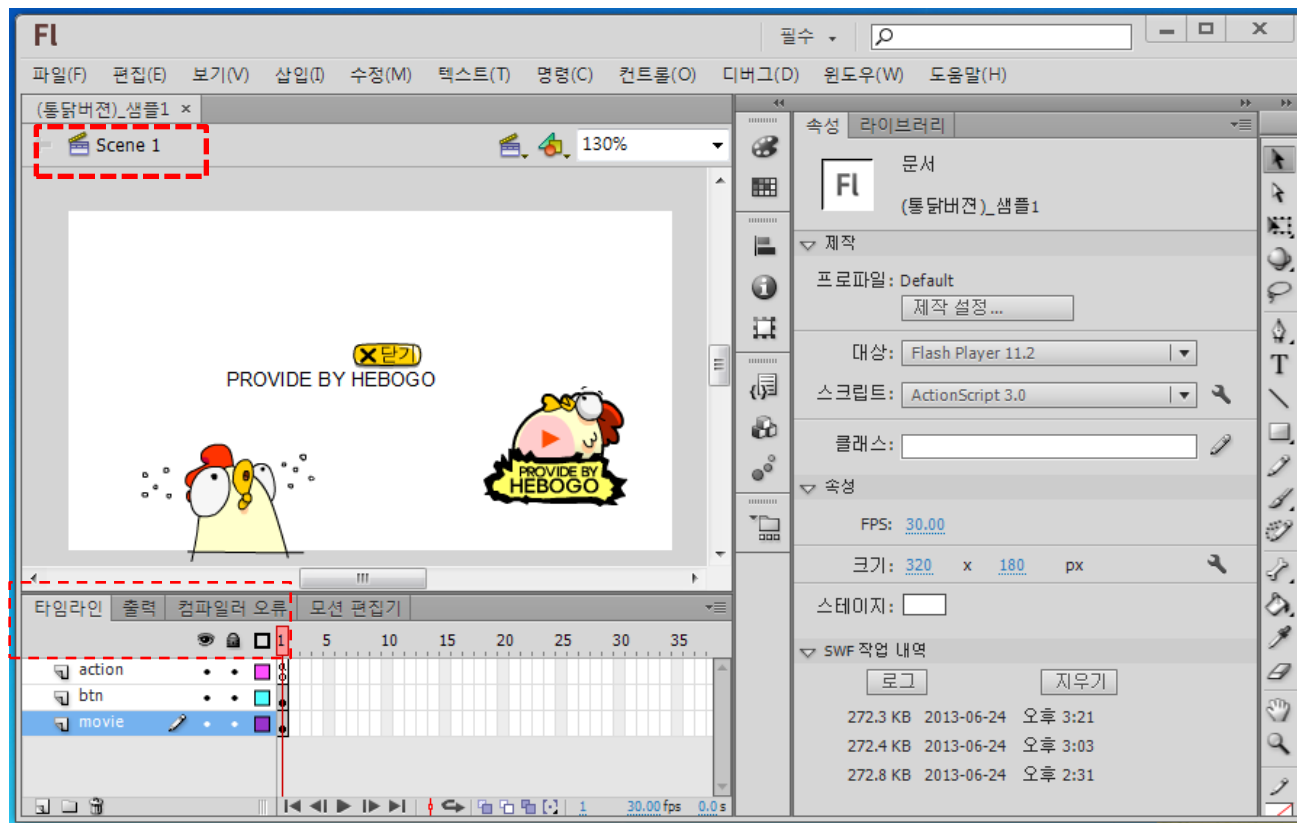 Fl
필수
파일(F) 편집(E) 보기(V) 삽입(I) 수정(M) 텍스트(T) 명령(C) 컨트롤(O) 디버그(D) 윈도우(W) 도움말(H)
(통닭버젼)_샘플1 ×
Scene 1
130%
닫기
PROVIDE BY HEBOGO
PROVIDE BY
HEBOGO
타임라인 출력 컴파일러 오류 모션 편집기
1 5 10 15 20 25 30 35
action
btn
movie
1 30.00 fps 0.0 s
속성 라이브러리
Fl
문서
(통닭버젼)_샘플1
제작
프로파일: Default
제작 설정...
대상: Flash Player 11.2
스크립트: ActionScript 3.0
클래스:
속성
FPS: 30.00
크기: 320 x 180 px
스테이지:
SWF 작업 내역
로그 지우기
272.3 KB 2013-06-24 오후 3:21
272.4 KB 2013-06-24 오후 3:03
272.8 KB 2013-06-24 오후 2:31
T